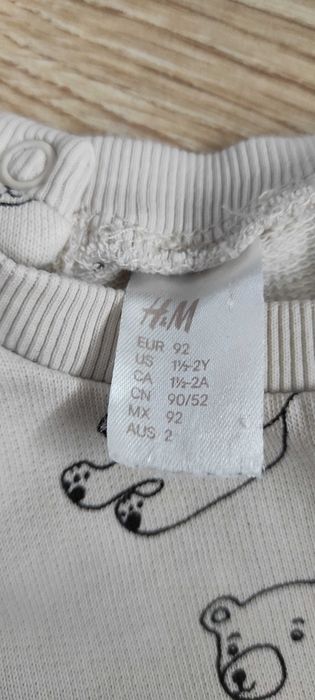 H&M
EUR 92
US 1½-2Y
CA 1½-2A
CN 90/52
MX 92
AUS 2